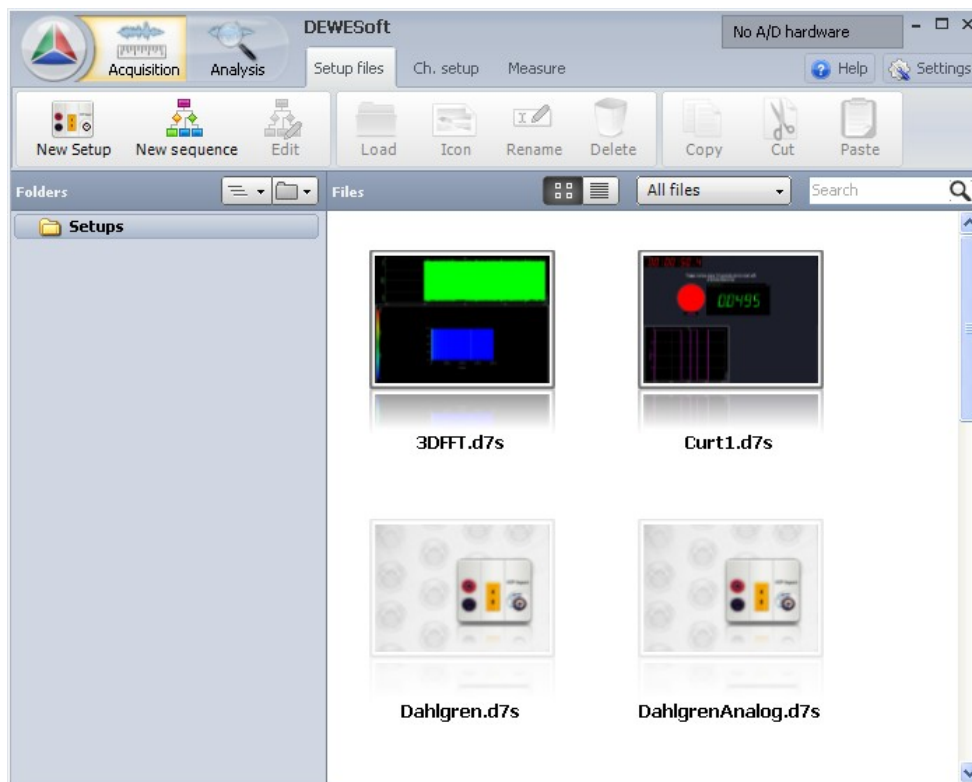 DEWESoft
No A/D hardware
Acquisition
Analysis
Setup files
Ch. setup
Measure
Help
Settings
New Setup
New sequence
Edit
Load
Icon
Rename
Delete
Copy
Cut
Paste
Folders
Files
All files
Search
Setups
3DFFT.d7s
Curt1.d7s
Dahlgren.d7s
DahlgrenAnalog.d7s